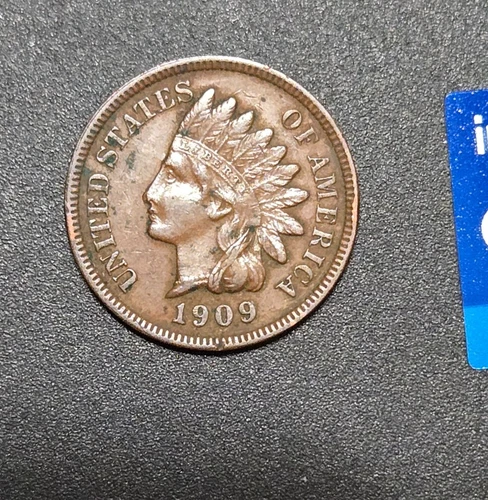 UNITED STATES OF AMERICA
LIBERTY
1909